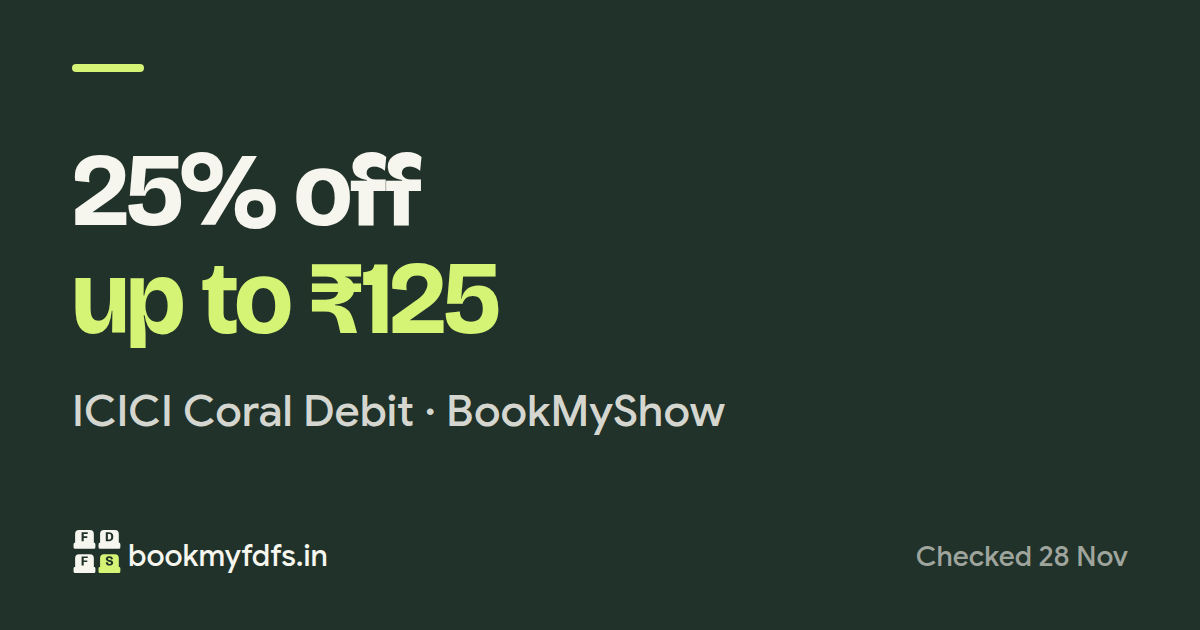 25% off
up to ₹125
ICICI Coral Debit · BookMyShow
F D
F S
bookmyfdfs.in
Checked 28 Nov